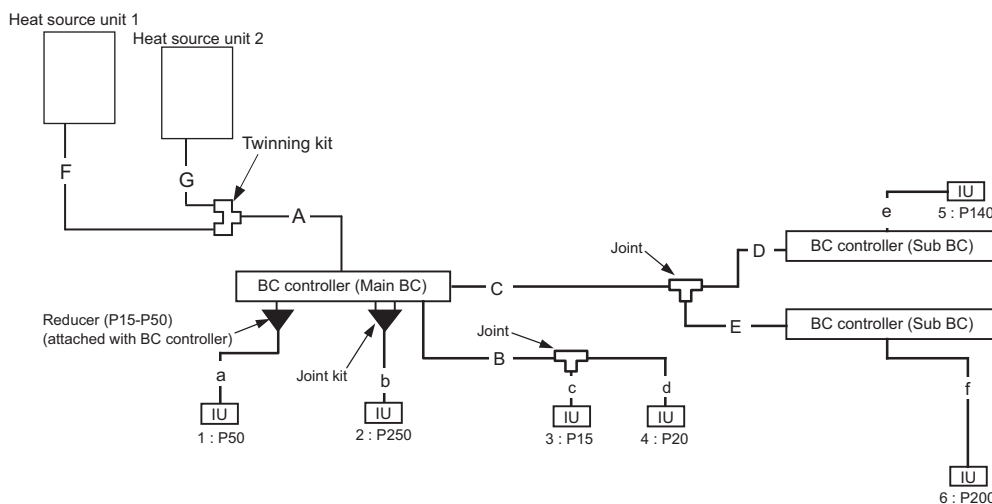 Heat source unit 1
Heat source unit 2
Twinning kit
F
G
A
IU
e
5 : P140
BC controller (Sub BC)
D
Joint
BC controller (Main BC)
C
BC controller (Sub BC)
E
Reducer (P15-P50)
(attached with BC controller)
Joint
B
Joint kit
a
b
c
d
f
IU
1 : P50
IU
2 : P250
IU
3 : P15
IU
4 : P20
IU
6 : P200